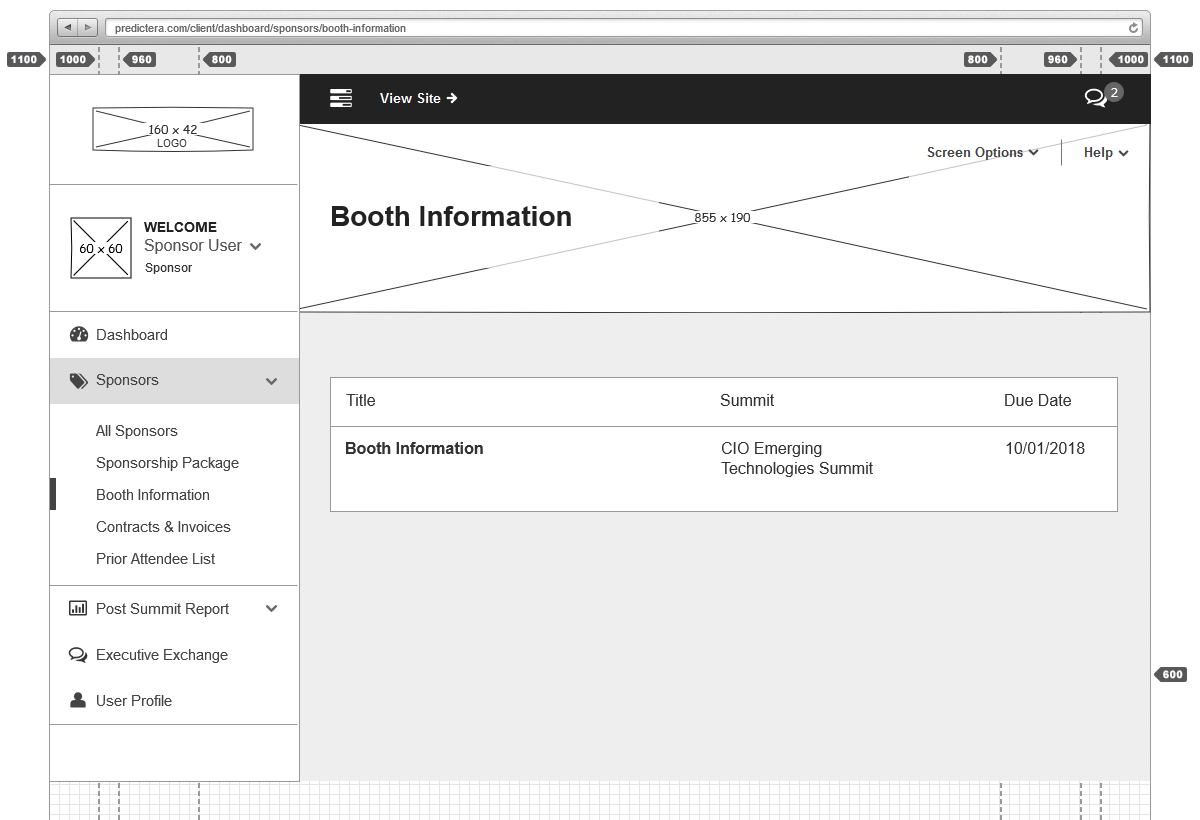 predictera.com/client/dashboard/sponsors/booth-information
1100 1000 960 800 800 960 1000 1100
160 x 42
LOGO
View Site
2
Screen Options Help
Booth Information
855 x 190
60 x 60
WELCOME
Sponsor User
Sponsor
Dashboard
Sponsors
All Sponsors
Sponsorship Package
Booth Information
Contracts & Invoices
Prior Attendee List
Post Summit Report
Executive Exchange
User Profile
Title Summit Due Date
Booth Information CIO Emerging 10/01/2018
Technologies Summit
600